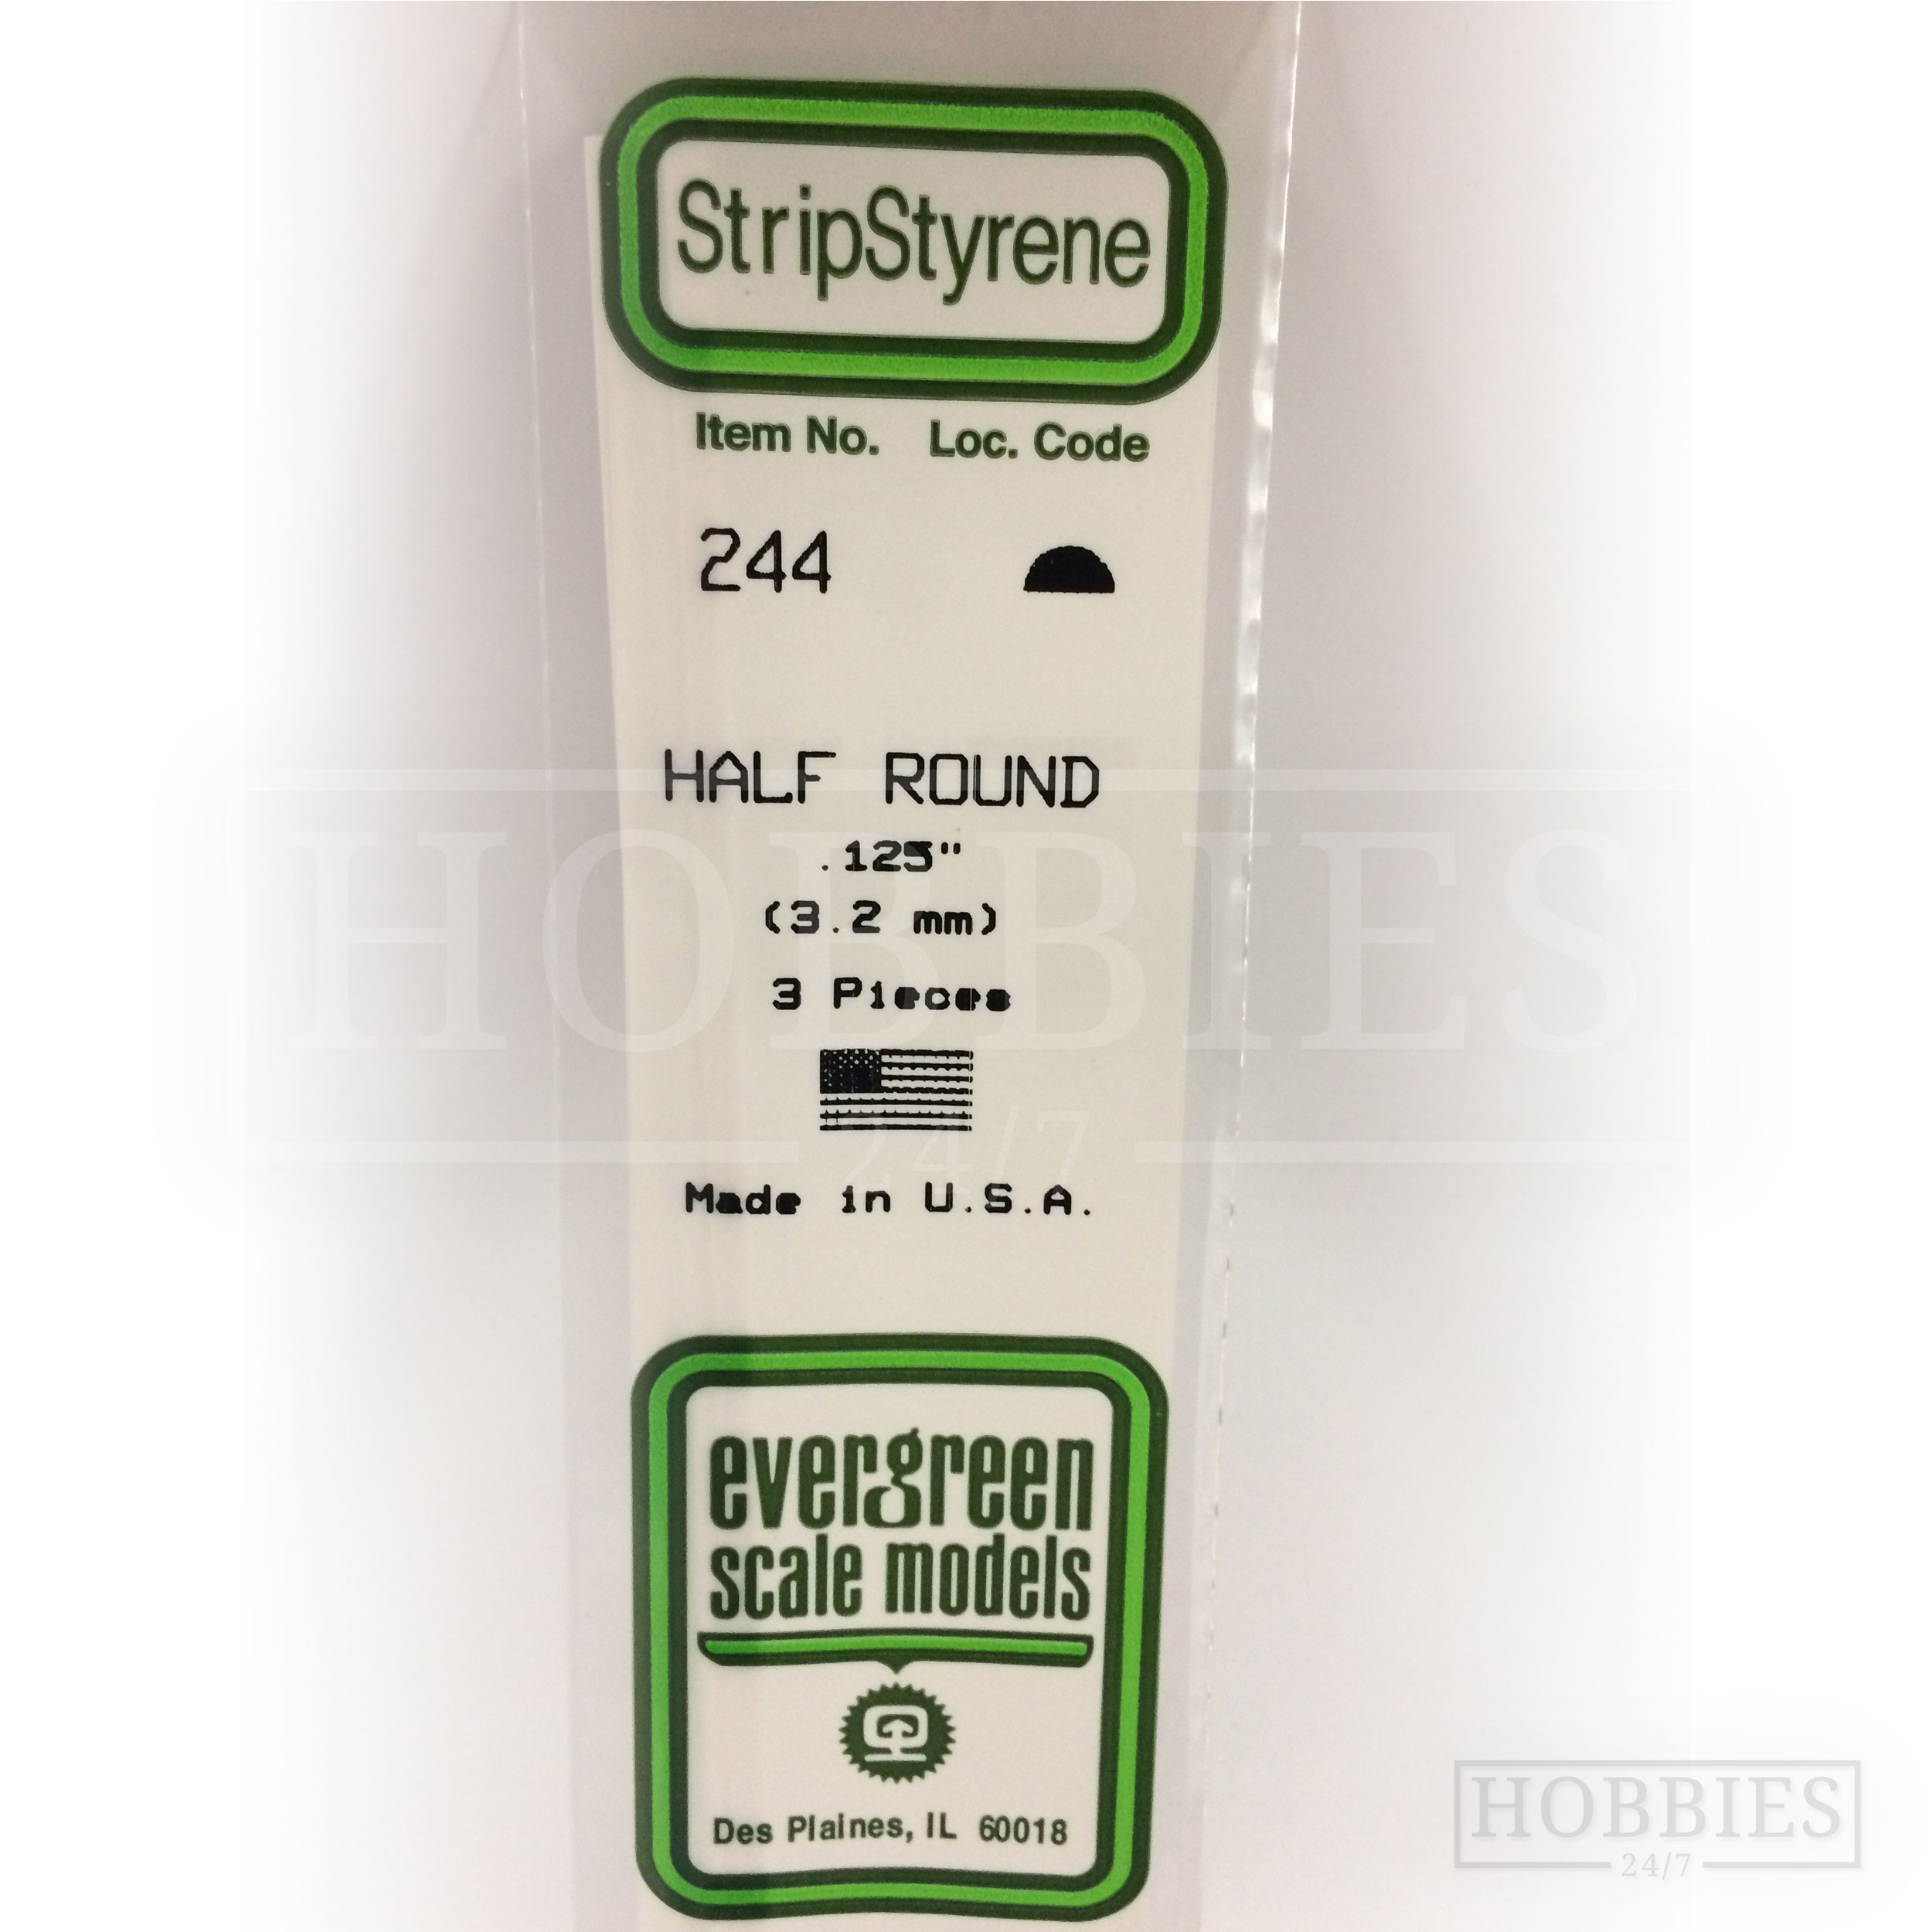 StripStyrene
Item No. Loc. Code
244
HALF ROUND
.125"
(3.2 mm)
3 Pieces
Made in U.S.A.
evergreen
scale models
Des Plaines, IL 60018
HOBBIES
24/7
HOBBIES
24/7